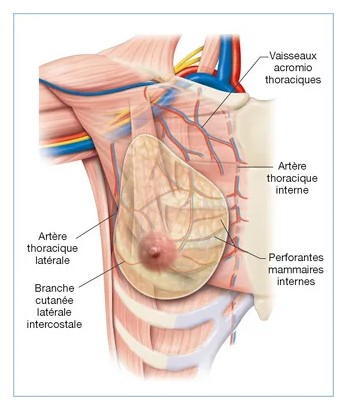 Vaisseaux
acromio
thoraciques
Artère
thoracique
interne
Artère
thoracique
latérale
Perforantes
mammaires
internes
Branche
cutanée
latérale
intercostale